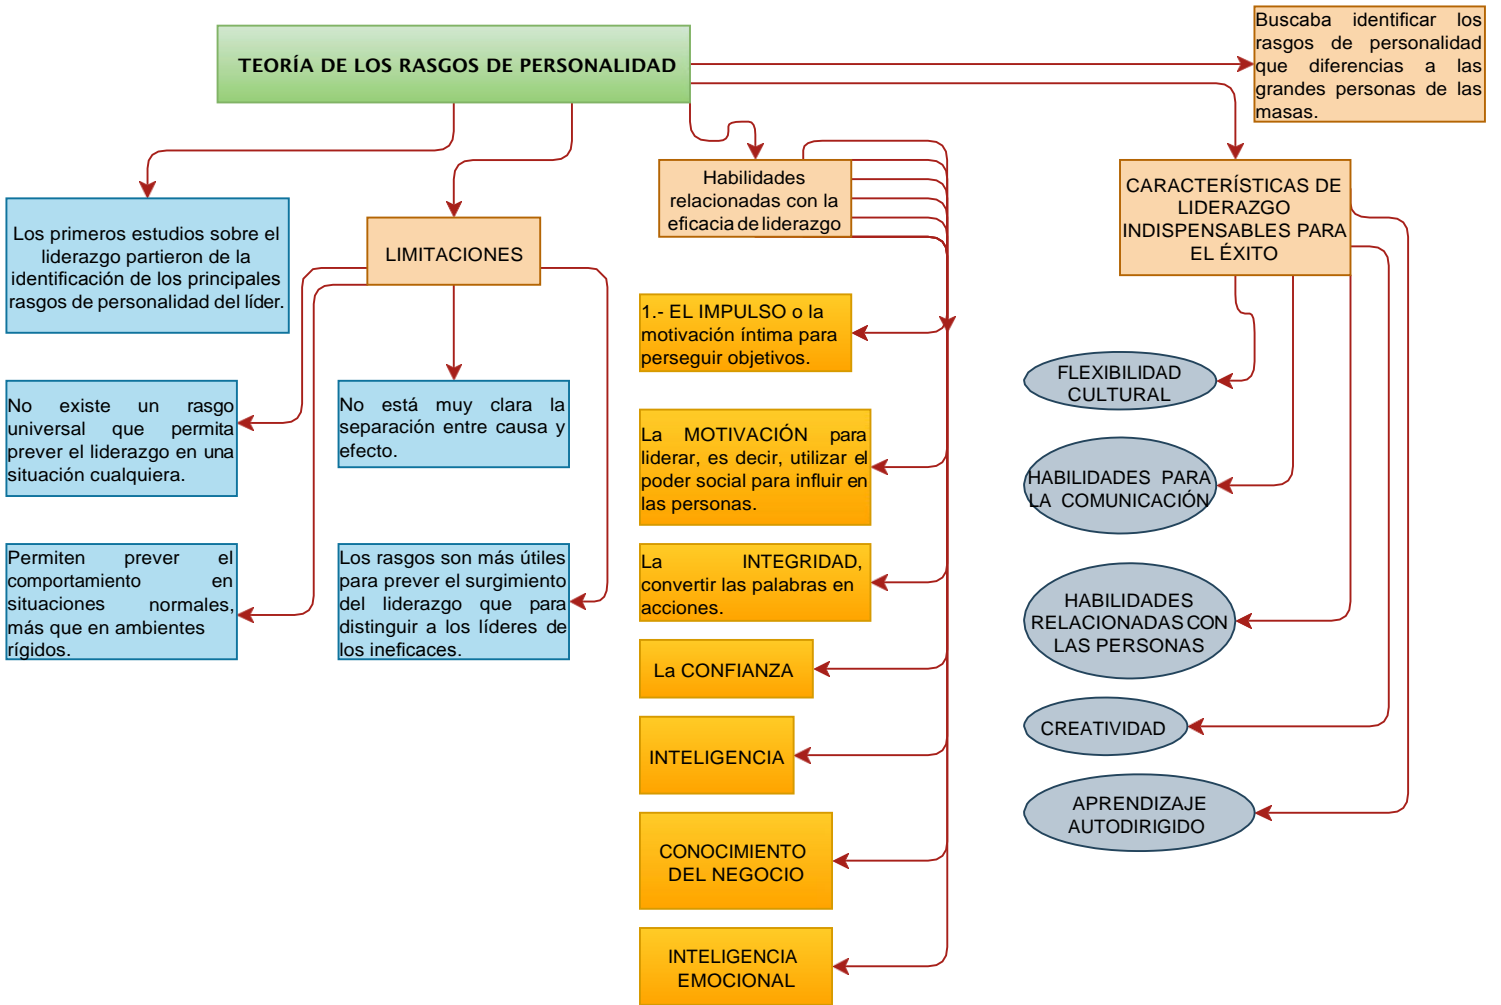 TEORÍA DE LOS RASGOS DE PERSONALIDAD
Buscaba identificar los
rasgos de personalidad
que diferencias a las
grandes personas de las
masas.
Los primeros estudios sobre el
liderazgo partieron de la
identificación de los principales
rasgos de personalidad del líder.
LIMITACIONES
No existe un rasgo
universal que permita
prever el liderazgo en una
situación cualquiera.
No está muy clara la
separación entre causa y
efecto.
Permiten prever el
comportamiento en
situaciones normales,
más que en ambientes
rígidos.
Los rasgos son más útiles
para prever el surgimiento
del liderazgo que para
distinguir a los líderes de
los ineficaces.
Habilidades
relacionadas con la
eficacia de liderazgo
1.- EL IMPULSO o la
motivación íntima para
perseguir objetivos.
La MOTIVACIÓN para
liderar, es decir, utilizar el
poder social para influir en
las personas.
La INTEGRIDAD,
convertir las palabras en
acciones.
La CONFIANZA
INTELIGENCIA
CONOCIMIENTO
DEL NEGOCIO
INTELIGENCIA
EMOCIONAL
CARACTERÍSTICAS DE
LIDERAZGO
INDISPENSABLES PARA
EL ÉXITO
FLEXIBILIDAD
CULTURAL
HABILIDADES PARA
LA COMUNICACIÓN
HABILIDADES
RELACIONADAS CON
LAS PERSONAS
CREATIVIDAD
APRENDIZAJE
AUTODIRIGIDO